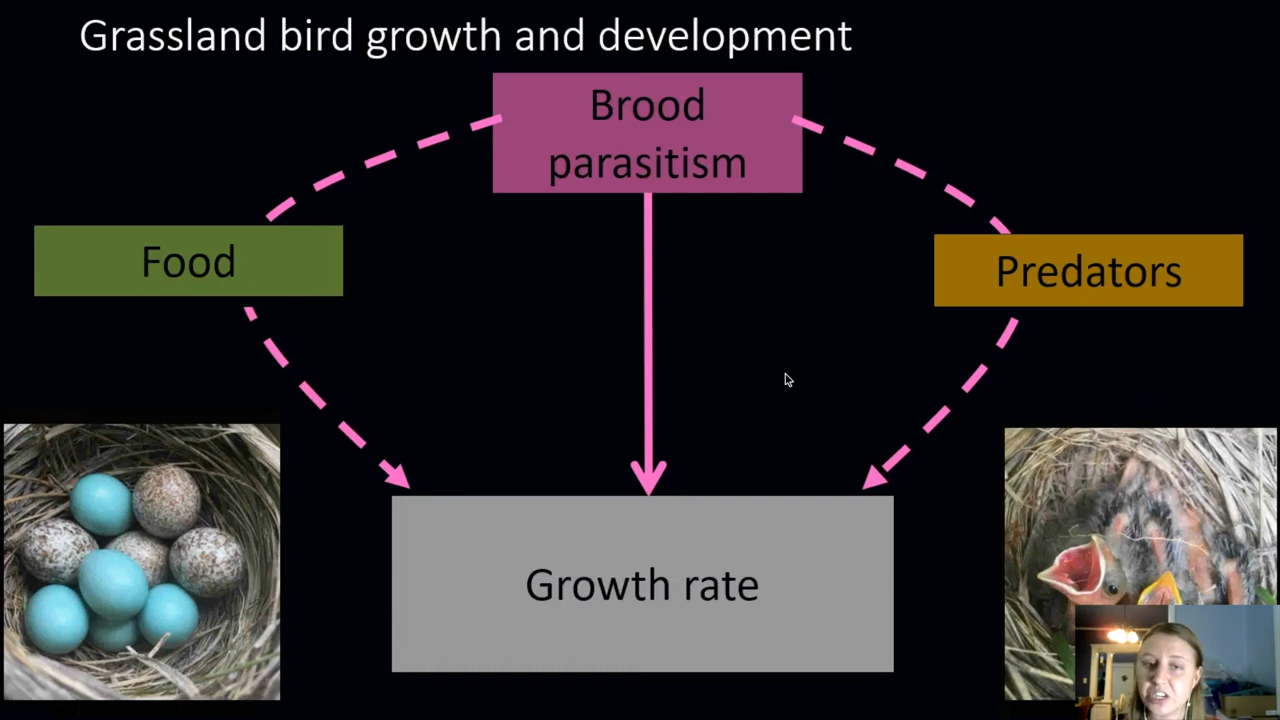 Grassland bird growth and development
Brood
parasitism
Food
Predators
Growth rate